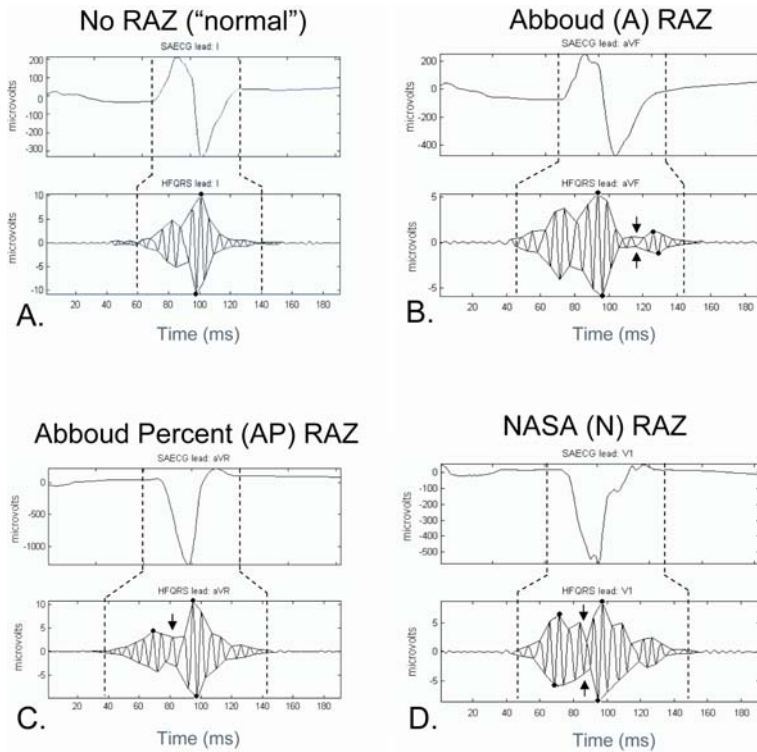 No RAZ (“normal”)
SAECG lead: I
200
100
0
-100
-200
-300
microvolts
HFQRS lead: I
10
5
0
-5
-10
microvolts
0 20 40 60 80 100 120 140 160 180
A.
Time (ms)
Abboud (A) RAZ
SAECG lead: aVF
200
0
-200
-400
microvolts
HFQRS lead: aVF
5
0
-5
microvolts
0 20 40 60 80 100 120 140 160 180
B.
Time (ms)
Abboud Percent (AP) RAZ
SAECG lead: aVR
0
-500
-1000
microvolts
HFQRS lead: aVR
10
5
0
-5
microvolts
0 20 40 60 80 100 120 140 160 180
C.
Time (ms)
NASA (N) RAZ
SAECG lead: V1
0
-100
-200
-300
-400
-500
microvolts
HFQRS lead: V1
5
0
-5
microvolts
0 20 40 60 80 100 120 140 160 180
D.
Time (ms)